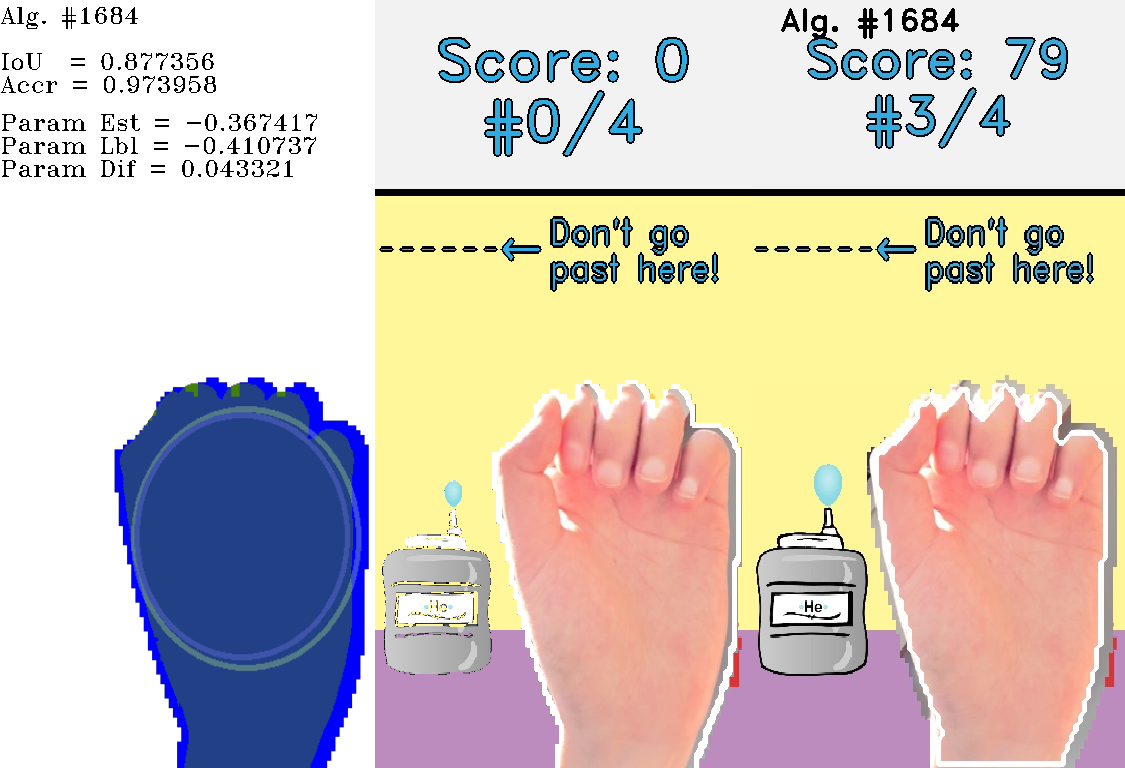 Alg. #1684
IoU = 0.877356
Accr = 0.973958
Param Est = −0.367417
Param Lbl = −0.410737
Param Dif = 0.043321
Score: 0
#0/4
Don't go
past here!
He
Alg. #1684
Score: 79
#3/4
Don't go
past here!
He